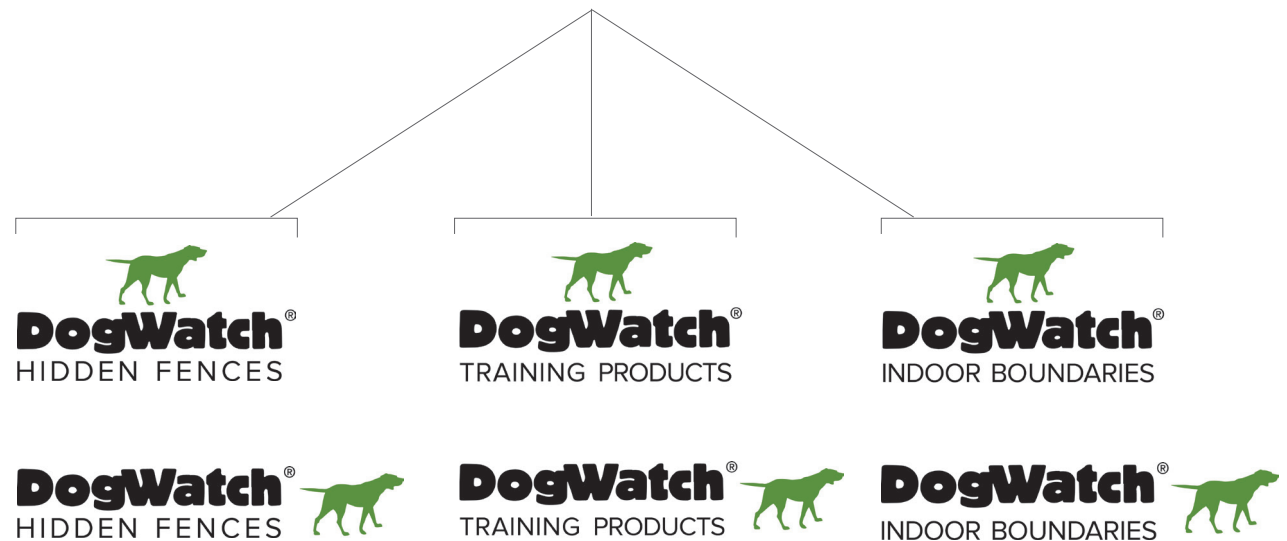 DogWatch®
HIDDEN FENCES
DogWatch®
TRAINING PRODUCTS
DogWatch®
INDOOR BOUNDARIES
DogWatch®
HIDDEN FENCES
DogWatch®
TRAINING PRODUCTS
DogWatch®
INDOOR BOUNDARIES